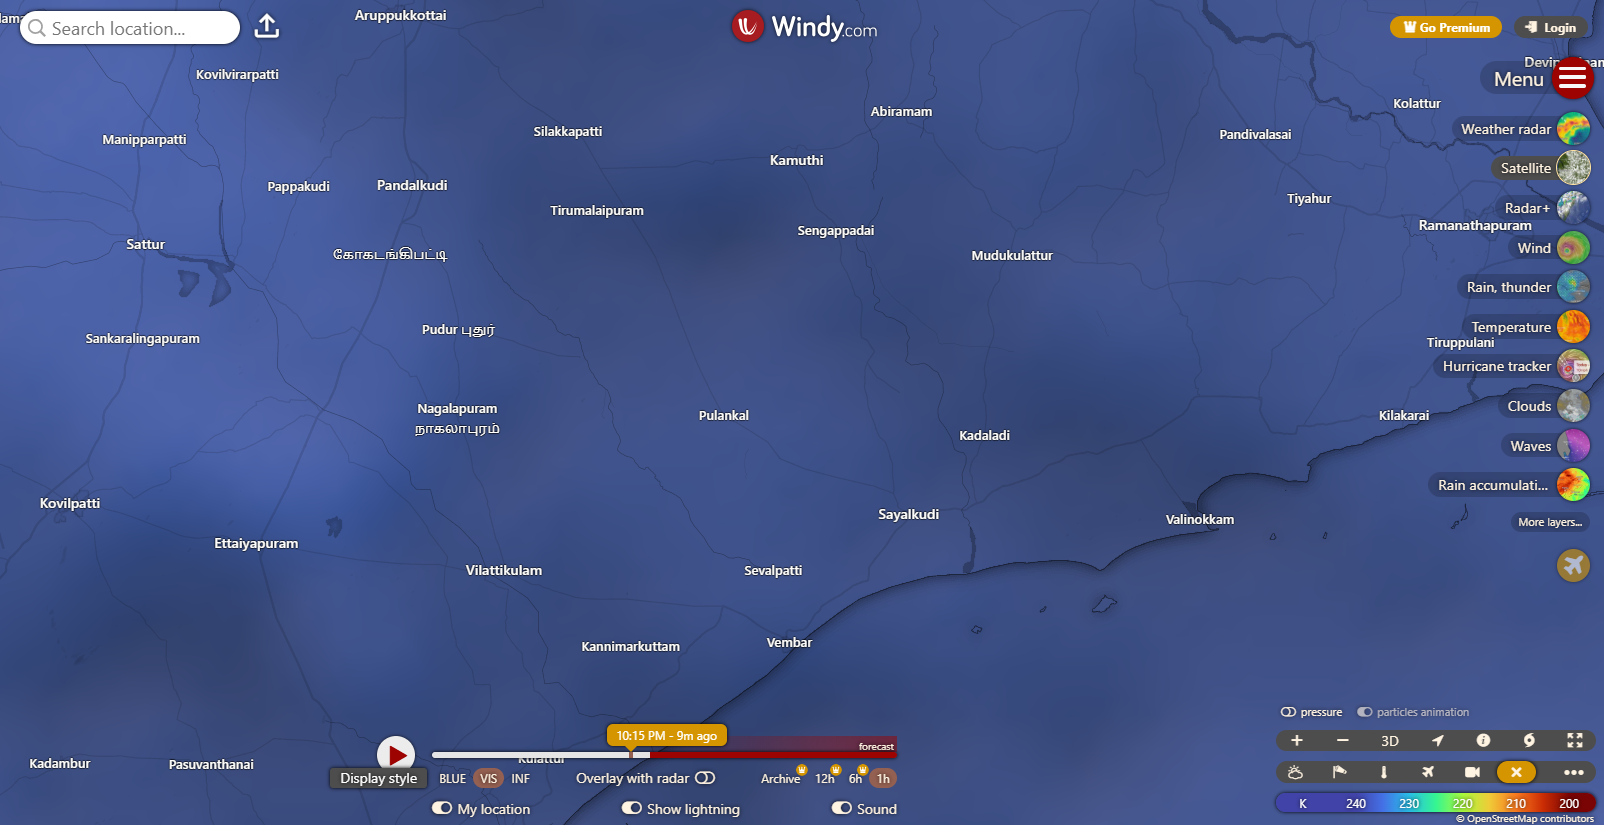 Search location...
Windy.com
Go Premium
Login
Menu
Weather radar
Satellite
Radar+
Wind
Rain, thunder
Temperature
Hurricane tracker
Clouds
Waves
Rain accumulati...
More layers...
Aruppukkottai
Kovilvirarpatti
Manipparpatti
Pappakudi
Pandalkudi
Silakkapatti
Abiramam
Kamuthi
Tirumalaipuram
Sengappadai
Mudukulattur
Pandivalasai
Kolattur
Tiyahur
Ramanathapuram
Sattur
கோகடங்கிபட்டி
Sankaralingapuram
Pudur புதுர்
Tiruppulani
Nagalapuram
நாகலாபுரம்
Pulankal
Kadaladi
Kilakarai
Kovilpatti
Ettaiyapuram
Sayalkudi
Valinokkam
Vilattikulam
Sevalpatti
Kannimarkuttam
Vembar
Kadambur
Pasuvanthanai
Kulattur
10:15 PM - 9m ago
forecast
Display style
BLUE VIS INF
Overlay with radar
Archive 12h 6h 1h
My location
Show lightning
Sound
pressure
particles animation
3D
K 240 230 220 210 200
© OpenStreetMap contributors